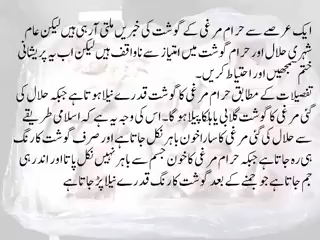 ایک عرصے سے حرام مرغی کے گوشت کی خبریں ملتی آرہی ہیں لیکن عام
شہری حلال اور حرام گوشت میں امتیاز سے ناواقف ہیں لیکن اب یہ پریشانی
ختم سمجھیں اور احتیاط کریں۔
تفصیلات کے مطابق حرام مرغی کا گوشت قدرے نیلا ہوتا ہے جبکہ حلال کی
گئی مرغی کا گوشت گلابی یا ہلکا پیلا ہو گا۔ اس کی وجہ یہ ہے کہ اسلامی طریقے
سے حلال کی گئی مرغی کا سارا خون باہر نکل جاتا ہے اور صرف گوشت کا رنگ
ہی رہ جاتا ہے جبکہ حرام مرغی کا خون جسم سے باہر نہیں نکل پاتا اور اندر ہی
جم جاتا ہے جو جمنے کے بعد گوشت کا رنگ قدرے نیلا پڑ جاتا ہے